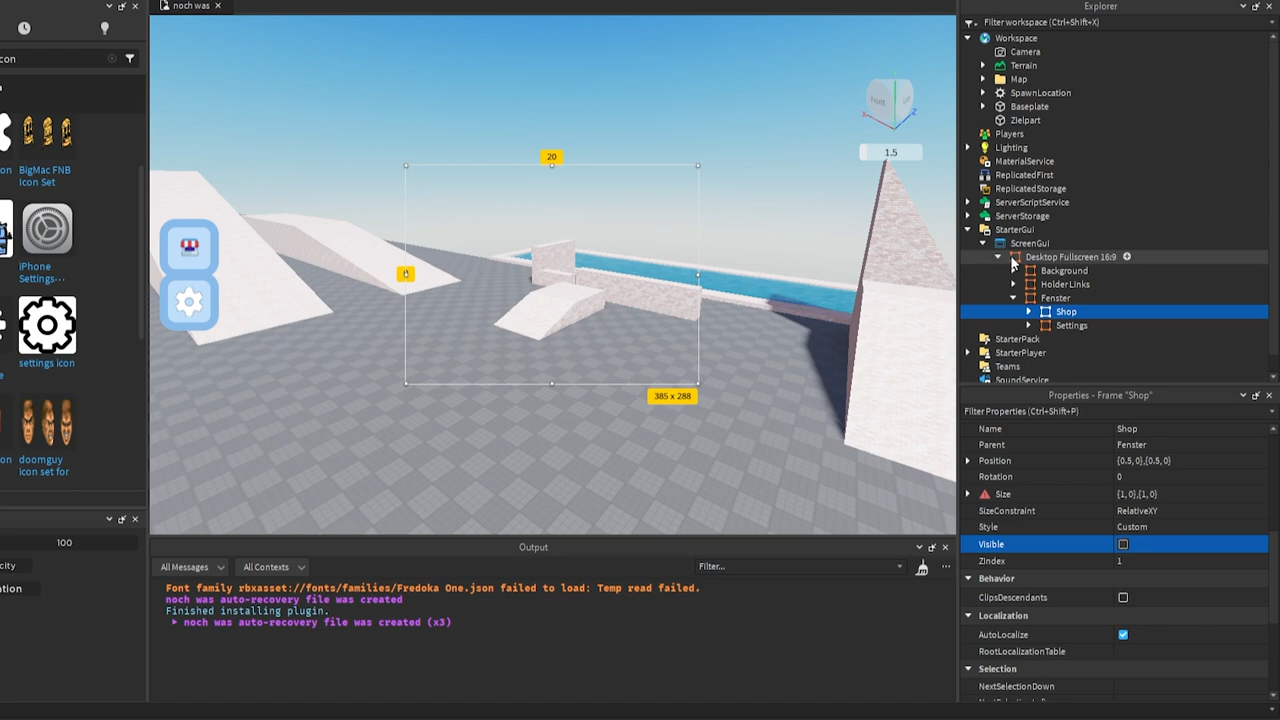 noch was
con
BigMac FNB
Icon Set
iPhone
Settings...
settings icon
doomguy
icon set for
100
20
385 x 288
1.5
Front
Output
All Messages
All Contexts
Filter...
Font family rbxasset://fonts/families/Fredoka One.json failed to load: Temp read failed.
noch was auto-recovery file was created
Finished installing plugin.
noch was auto-recovery file was created (x3)
Explorer
Filter workspace (Ctrl+Shift+X)
Workspace
Camera
Terrain
Map
SpawnLocation
Baseplate
Zielpart
Players
Lighting
MaterialService
ReplicatedFirst
ReplicatedStorage
ServerScriptService
ServerStorage
StarterGui
ScreenGui
Desktop Fullscreen 16:9
Background
Holder Links
Fenster
Shop
Settings
StarterPack
StarterPlayer
Teams
SoundService
Properties - Frame "Shop"
Filter Properties (Ctrl+Shift+P)
Name Shop
Parent Fenster
Position {0.5, 0},{0.5, 0}
Rotation 0
Size {1, 0},{1, 0}
SizeConstraint RelativeXY
Style Custom
Visible
ZIndex 1
Behavior
ClipsDescendants
Localization
AutoLocalize
RootLocalizationTable
Selection
NextSelectionDown